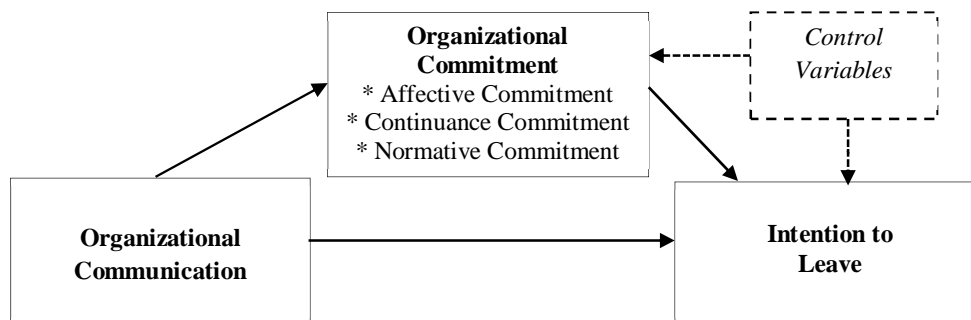 Organizational
Commitment
* Affective Commitment
* Continuance Commitment
* Normative Commitment
Control
Variables
Organizational
Communication
Intention to
Leave